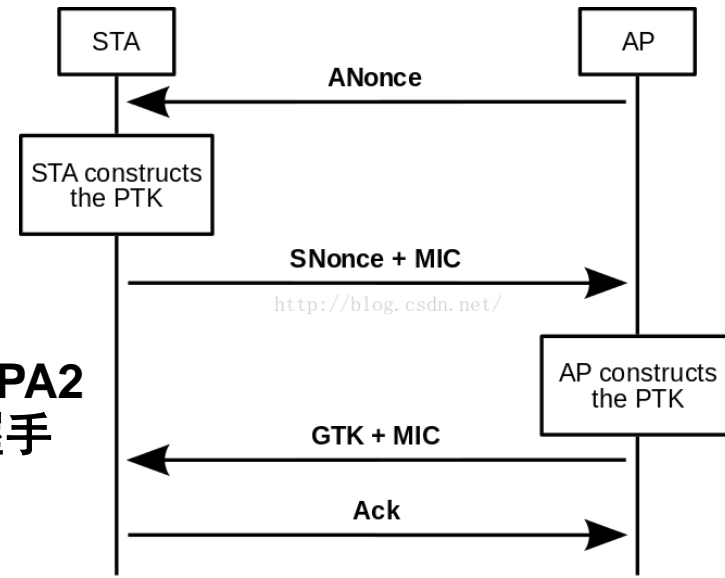 STA
AP
ANonce
STA constructs
the PTK
SNonce + MIC
http://blog.csdn.net/
PA2
AP constructs
the PTK
手
GTK + MIC
Ack